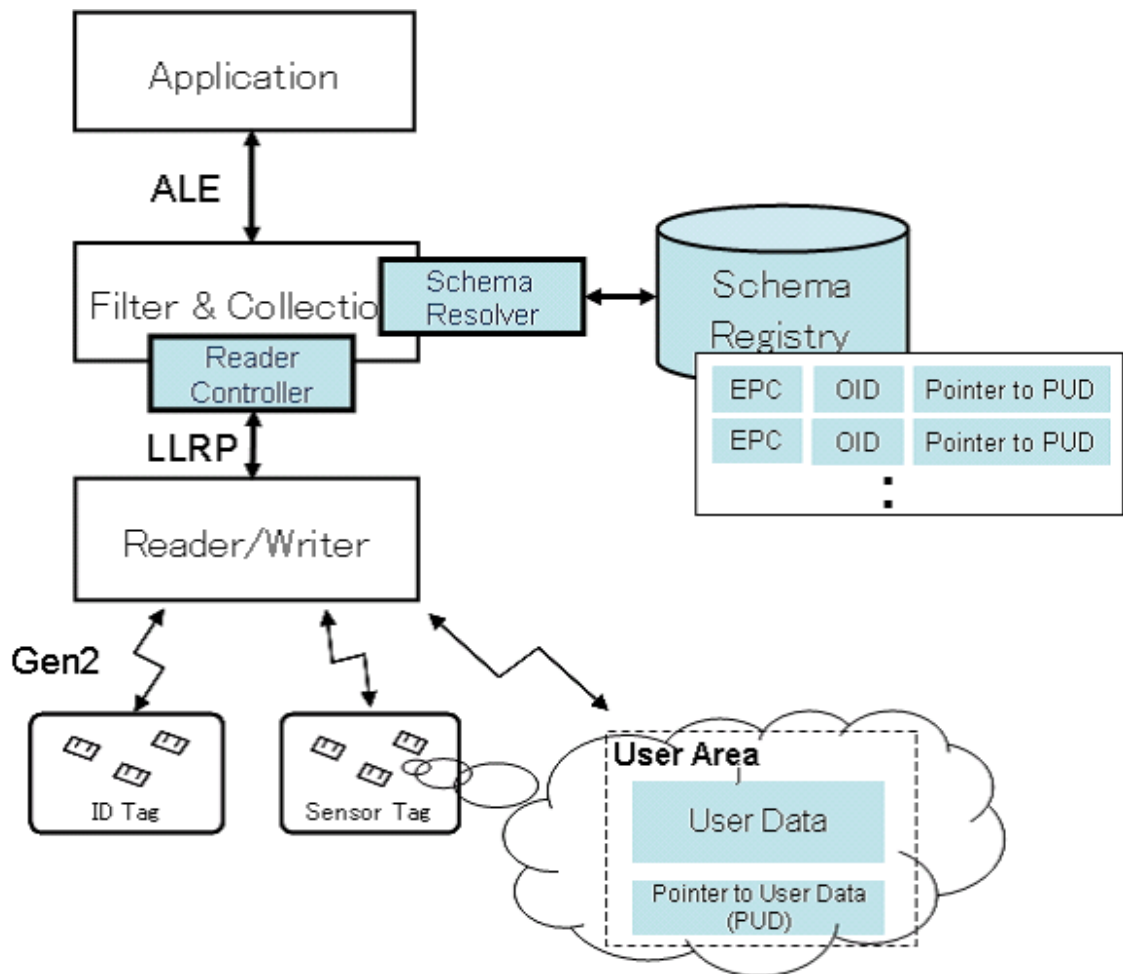 Application
ALE
Filter & Collectio
Schema
Resolver
Schema
Registry
Reader
Controller
EPC OID Pointer to PUD
EPC OID Pointer to PUD
:
LLRP
Reader/Writer
Gen2
ID Tag
Sensor Tag
User Area
User Data
Pointer to User Data
(PUD)